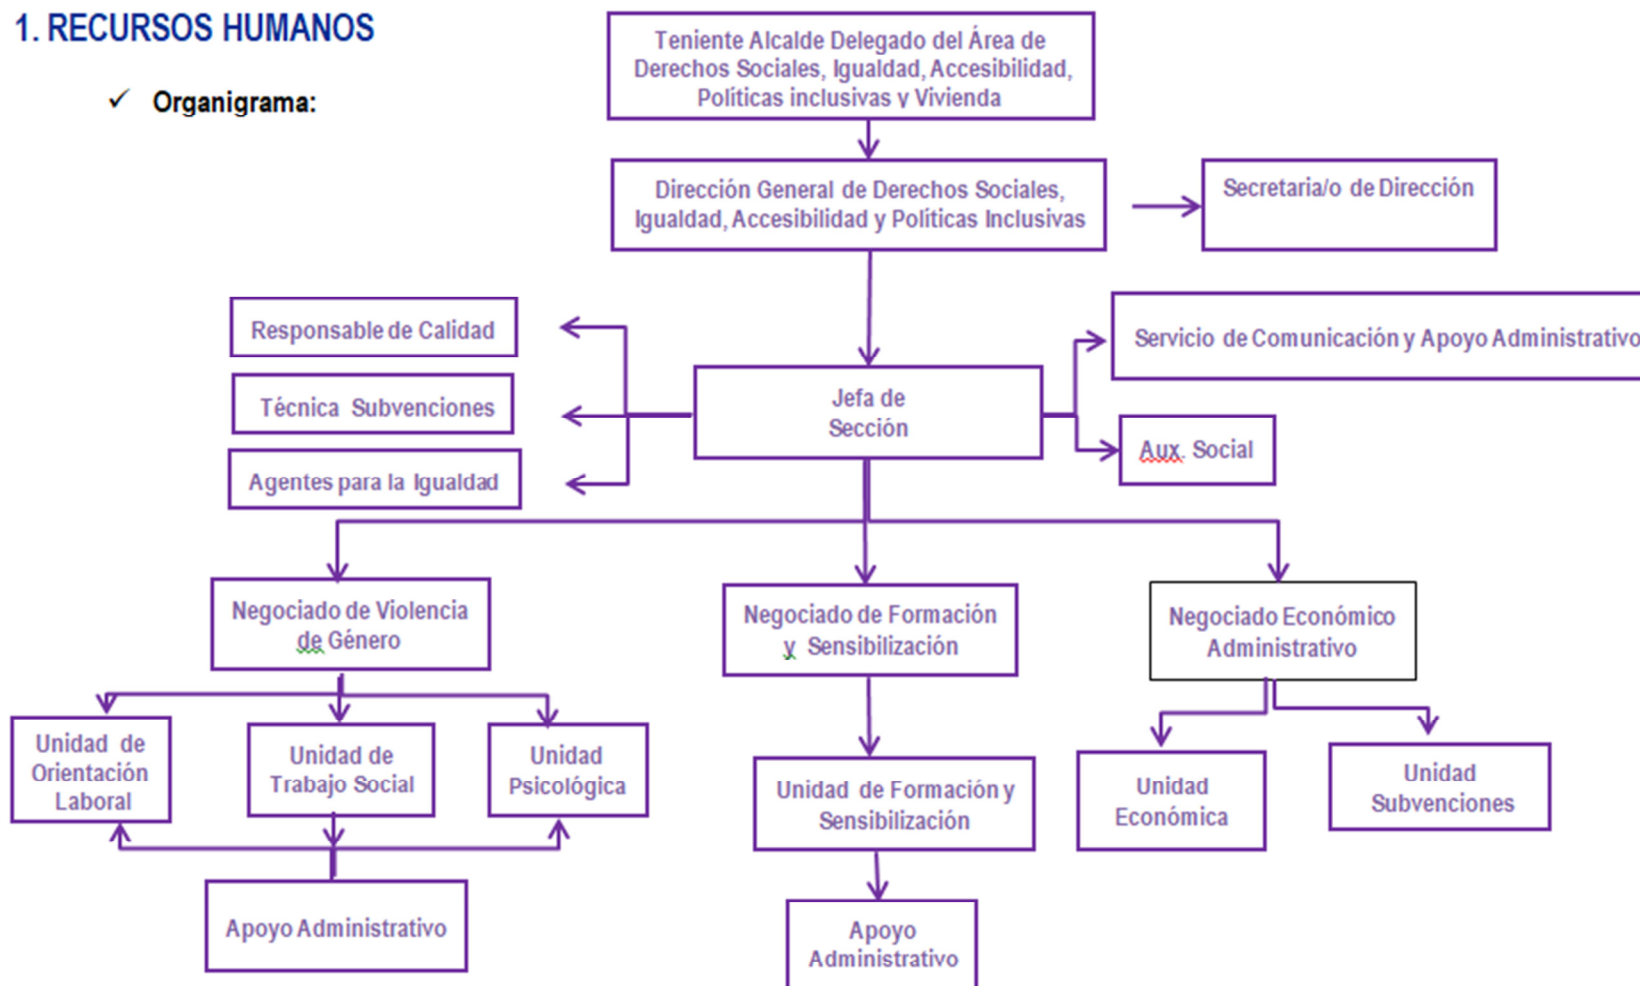 1. RECURSOS HUMANOS
✓ Organigrama:
Teniente Alcalde Delegado del Área de
Derechos Sociales, Igualdad, Accesibilidad,
Políticas inclusivas y Vivienda
Dirección General de Derechos Sociales,
Igualdad, Accesibilidad y Políticas Inclusivas
Secretaria/o de Dirección
Responsable de Calidad
Técnica Subvenciones
Agentes para la Igualdad
Jefa de
Sección
Servicio de Comunicación y Apoyo Administrativo
Aux. Social
Negociado de Violencia
de Género
Negociado de Formación
y Sensibilización
Negociado Económico
Administrativo
Unidad de
Orientación
Laboral
Unidad de
Trabajo Social
Unidad
Psicológica
Unidad de Formación y
Sensibilización
Unidad
Económica
Unidad
Subvenciones
Apoyo Administrativo
Apoyo
Administrativo